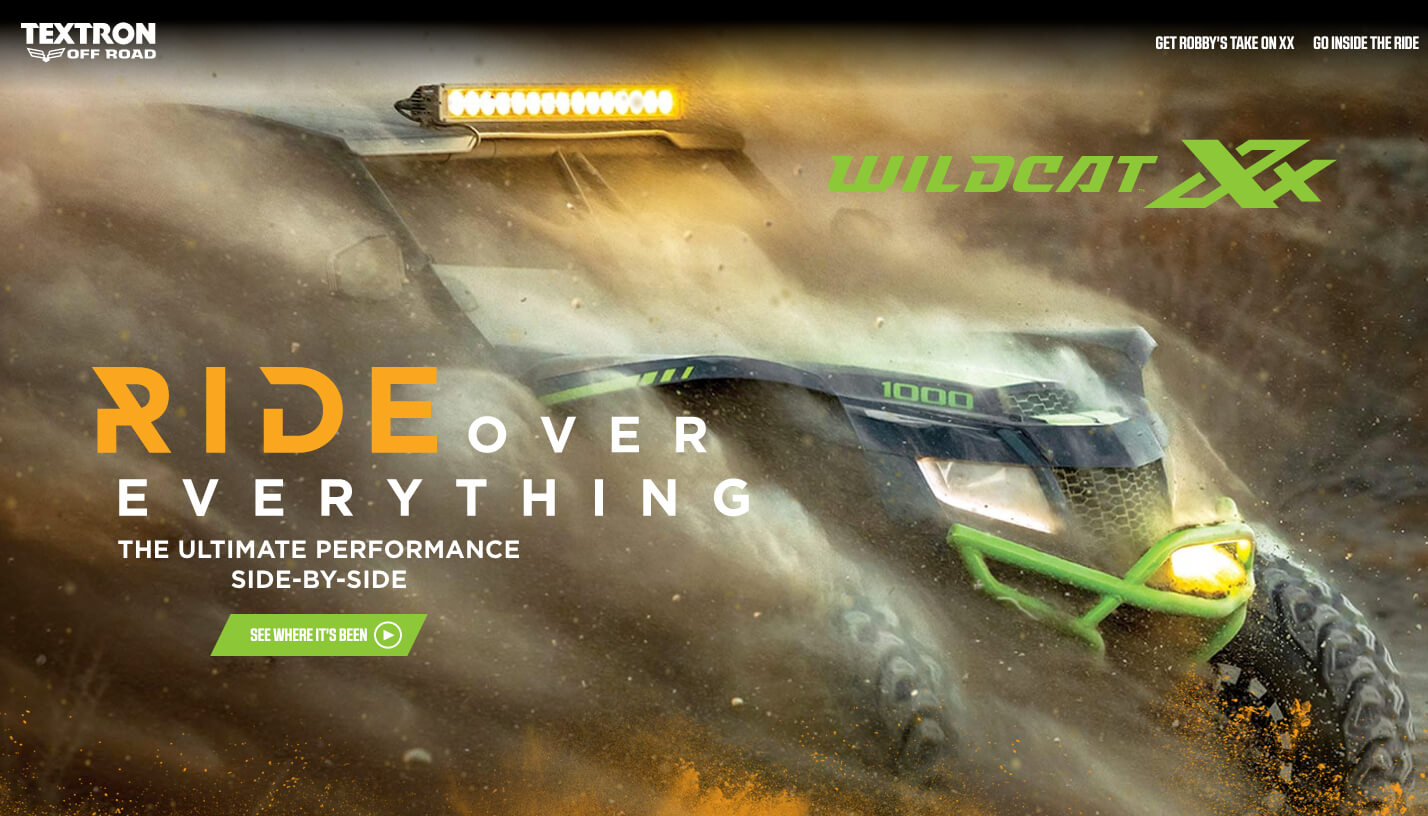 TEXTRON
OFF ROAD
GET ROBBY'S TAKE ON XX
GO INSIDE THE RIDE
WILDCAT XX
1000
RIDE OVER
EVERYTHING
THE ULTIMATE PERFORMANCE
SIDE-BY-SIDE
SEE WHERE IT'S BEEN